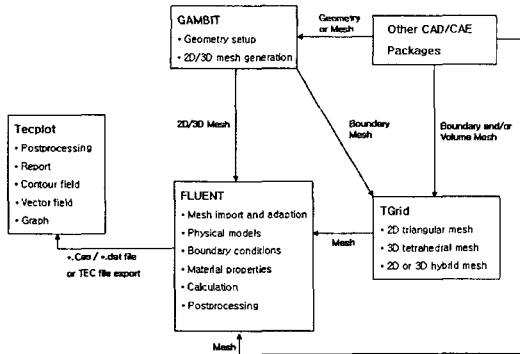 GAMBIT
• Geometry setup
• 2D/3D mesh generation
Geometry
or Mesh
Other CAD/CAE
Packages
2D/3D Mesh
Boundary
Mesh
Boundary and/or
Volume Mesh
Tecplot
• Postprocessing
• Report
• Contour field
• Vector field
• Graph
FLUENT
• Mesh import and adaption
• Physical models
• Boundary conditions
• Material properties
• Calculation
• Postprocessing
Mesh
TGrid
• 2D triangular mesh
• 3D tetrahedral mesh
• 2D or 3D hybrid mesh
*.Cas / *.dat file
or TEC file export
Mesh